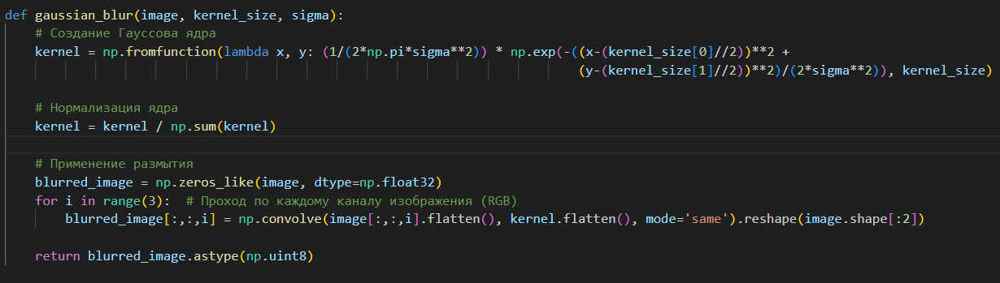 def gaussian_blur(image, kernel_size, sigma):
    # Создание Гауссова ядра
    kernel = np.fromfunction(lambda x, y: (1/(2*np.pi*sigma**2)) * np.exp(-((x-(kernel_size[0]//2))**2 +
                                                                         (y-(kernel_size[1]//2))**2)/(2*sigma**2)), kernel_size)

    # Нормализация ядра
    kernel = kernel / np.sum(kernel)

    # Применение размытия
    blurred_image = np.zeros_like(image, dtype=np.float32)
    for i in range(3):  # Проход по каждому каналу изображения (RGB)
        blurred_image[:,:,i] = np.convolve(image[:,:,i].flatten(), kernel.flatten(), mode='same').reshape(image.shape[:2])

    return blurred_image.astype(np.uint8)